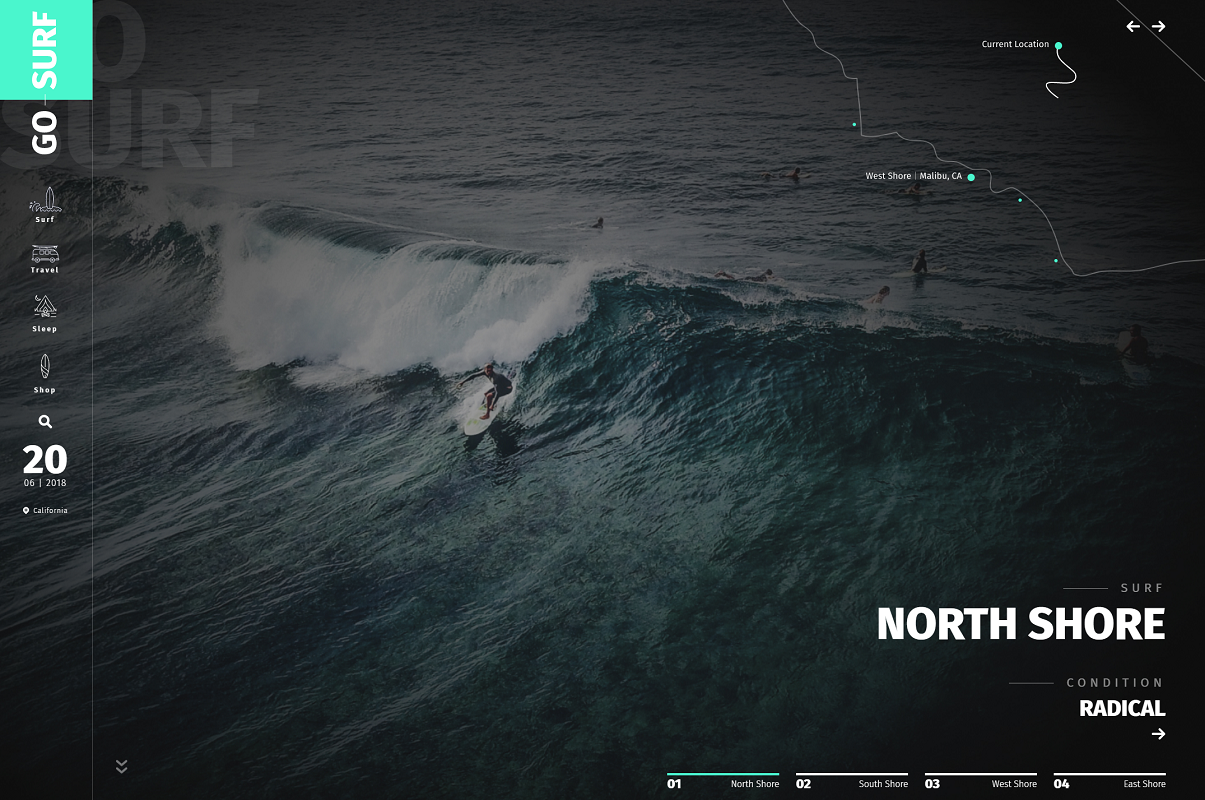 GO — SURF
GO
SURF
Surf
Travel
Sleep
Shop
20
06 | 2018
California
Current Location
West Shore | Malibu, CA
SURF
NORTH SHORE
CONDITION
RADICAL
01 North Shore
02 South Shore
03 West Shore
04 East Shore